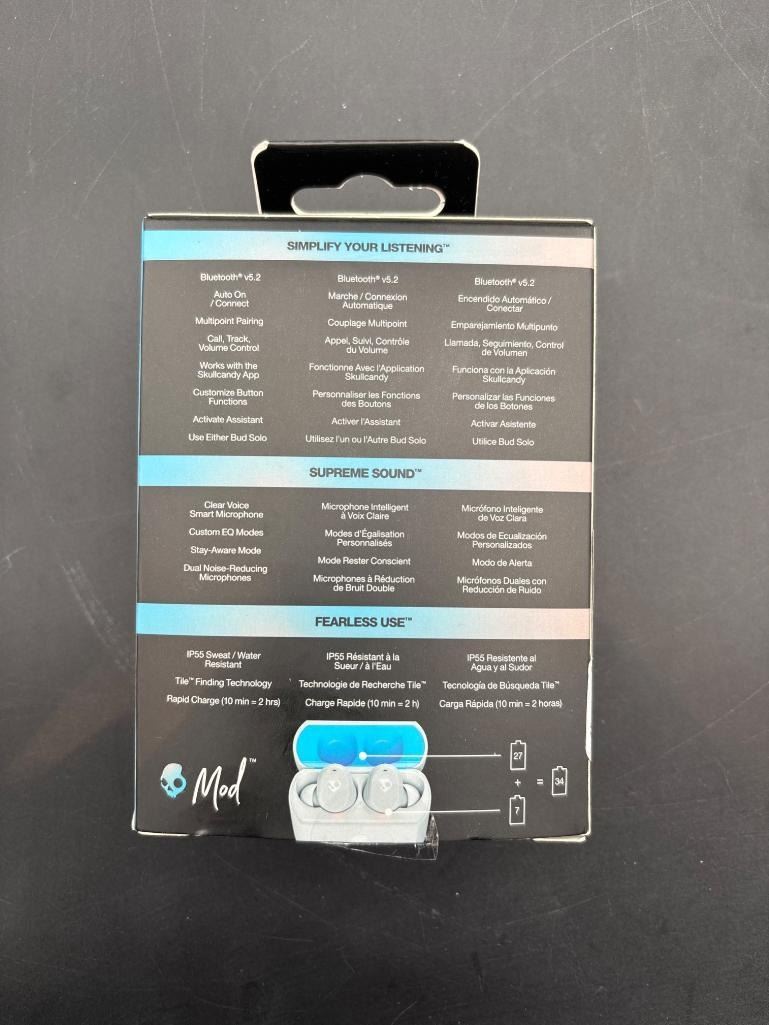 SIMPLIFY YOUR LISTENING™
Bluetooth® v5.2
Auto On
/ Connect
Multipoint Pairing
Call, Track,
Volume Control
Works with the
Skullcandy App
Customize Button
Functions
Activate Assistant
Use Either Bud Solo
Bluetooth® v5.2
Marche / Connexion
Automatique
Couplage Multipoint
Appel, Suivi, Contrôle
du Volume
Fonctionne Avec l'Application
Skullcandy
Personnaliser les Fonctions
des Boutons
Activer l'Assistant
Utilisez l'un ou l'Autre Bud Solo
Bluetooth® v5.2
Encendido Automático /
Conectar
Emparejamiento Multipunto
Llamada, Seguimiento, Control
de Volumen
Funciona con la Aplicación
Skullcandy
Personalizar las Funciones
de los Botones
Activar Asistente
Utilice Bud Solo
SUPREME SOUND™
Clear Voice
Smart Microphone
Custom EQ Modes
Stay-Aware Mode
Dual Noise-Reducing
Microphones
Microphone Intelligent
à Voix Claire
Modes d'Égalisation
Personnalisés
Mode Rester Conscient
Microphones à Réduction
de Bruit Double
Micrófono Inteligente
de Voz Clara
Modos de Ecualización
Personalizados
Modo de Alerta
Micrófonos Duales con
Reducción de Ruido
FEARLESS USE™
IP55 Sweat / Water
Resistant
Tile™ Finding Technology
Rapid Charge (10 min = 2 hrs)
IP55 Résistant à la
Sueur / à l'Eau
Technologie de Recherche Tile™
Charge Rapide (10 min = 2 h)
IP55 Resistente al
Agua y al Sudor
Tecnología de Búsqueda Tile™
Carga Rápida (10 min = 2 horas)
Mod™
27
+ = 34
7